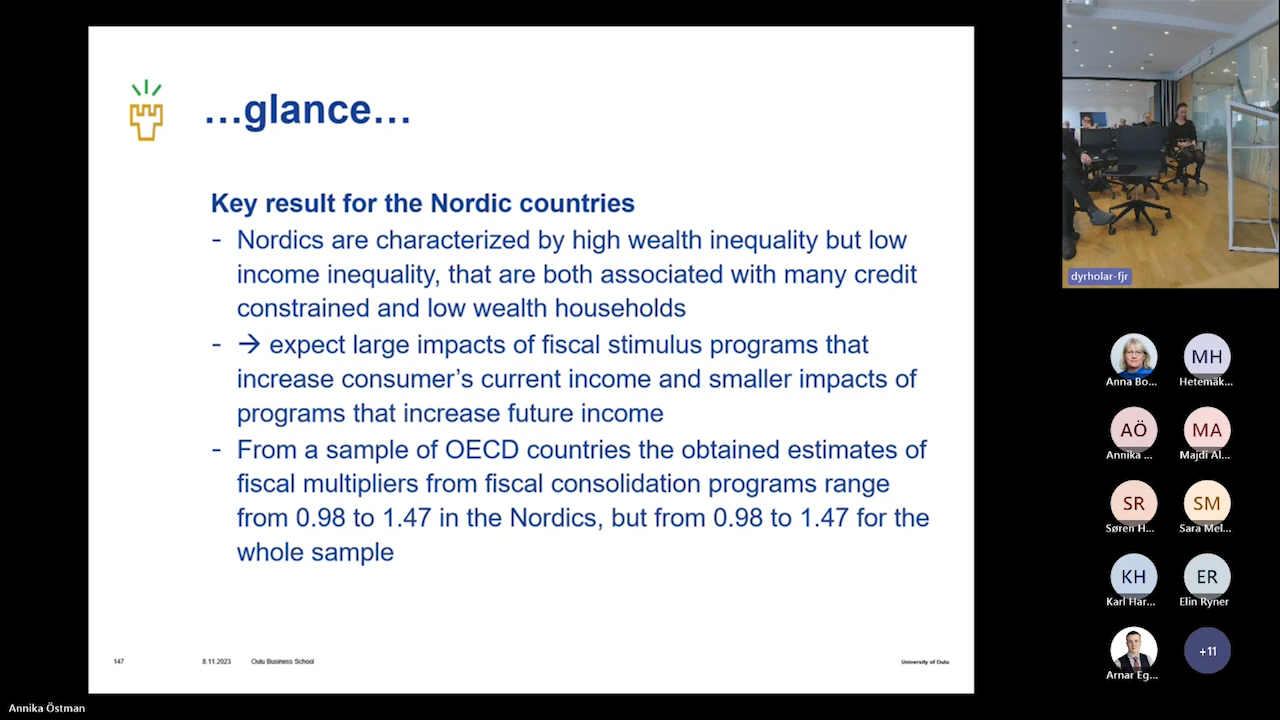 …glance…
Key result for the Nordic countries
- Nordics are characterized by high wealth inequality but low
income inequality, that are both associated with many credit
constrained and low wealth households
- → expect large impacts of fiscal stimulus programs that
increase consumer's current income and smaller impacts of
programs that increase future income
- From a sample of OECD countries the obtained estimates of
fiscal multipliers from fiscal consolidation programs range
from 0.98 to 1.47 in the Nordics, but from 0.98 to 1.47 for the
whole sample
147 8.11.2023 Oulu Business School University of Oulu
Annika Östman
dyrholar-fjr
MH
Anna Bo... Hetemäk...
AÖ MA
Annika ... Majdi Al...
SR SM
Søren H... Sara Mel...
KH ER
Karl Har... Elin Ryner
+11
Arnar Eg...